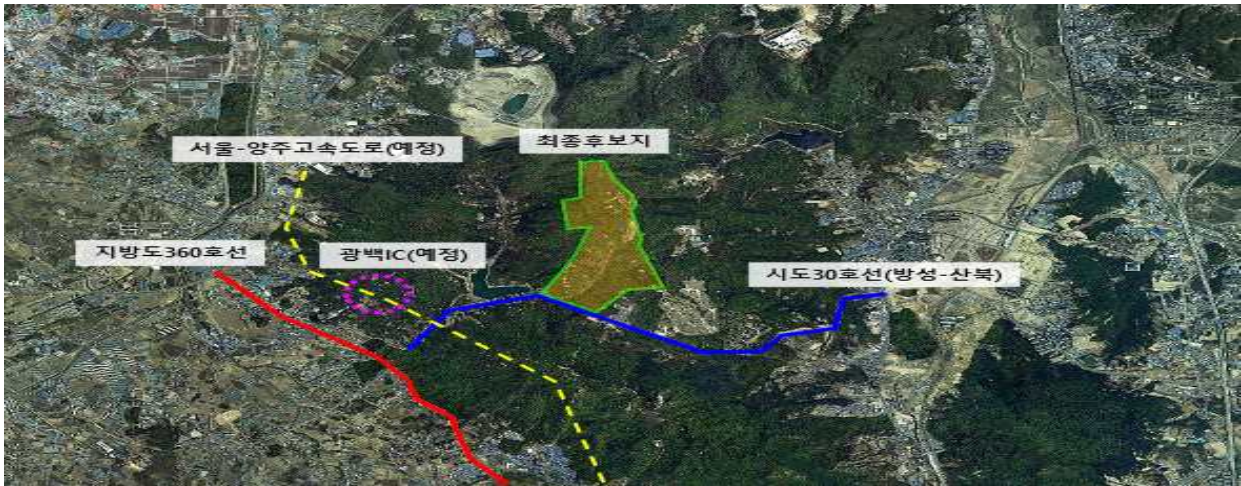 최종후보지
서울-양주고속도로(예정)
지방도360호선
광백IC(예정)
시도30호선(방성-산북)